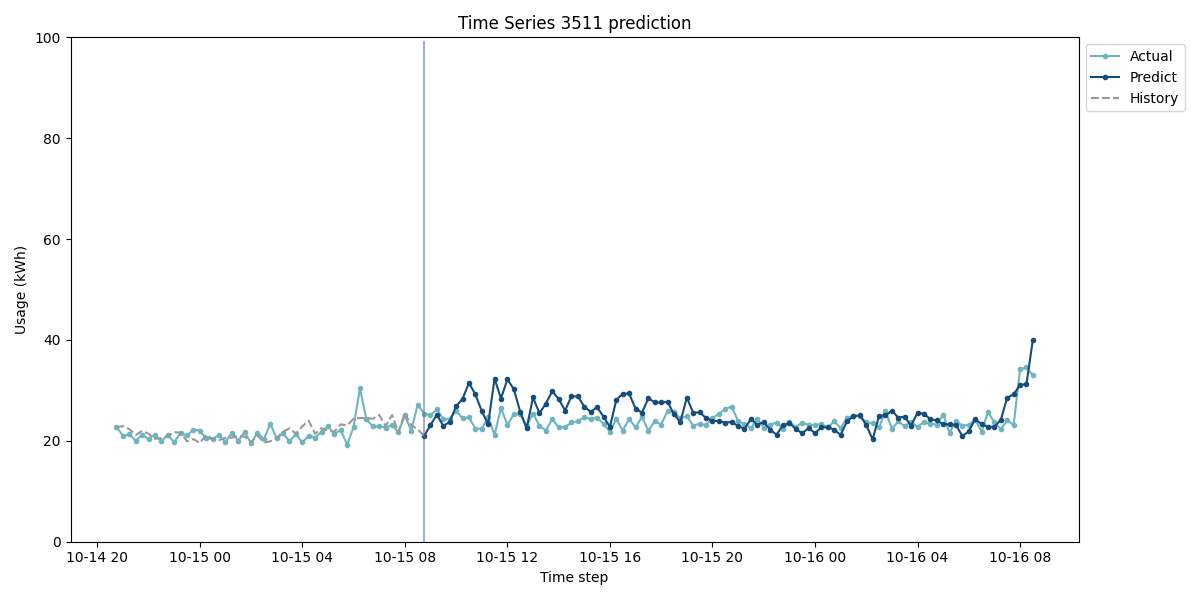 Time Series 3511 prediction
100
80
60
40
20
0
Usage (kWh)
10-14 20 10-15 00 10-15 04 10-15 08 10-15 12 10-15 16 10-15 20 10-16 00 10-16 04 10-16 08
Time step
Actual
Predict
History